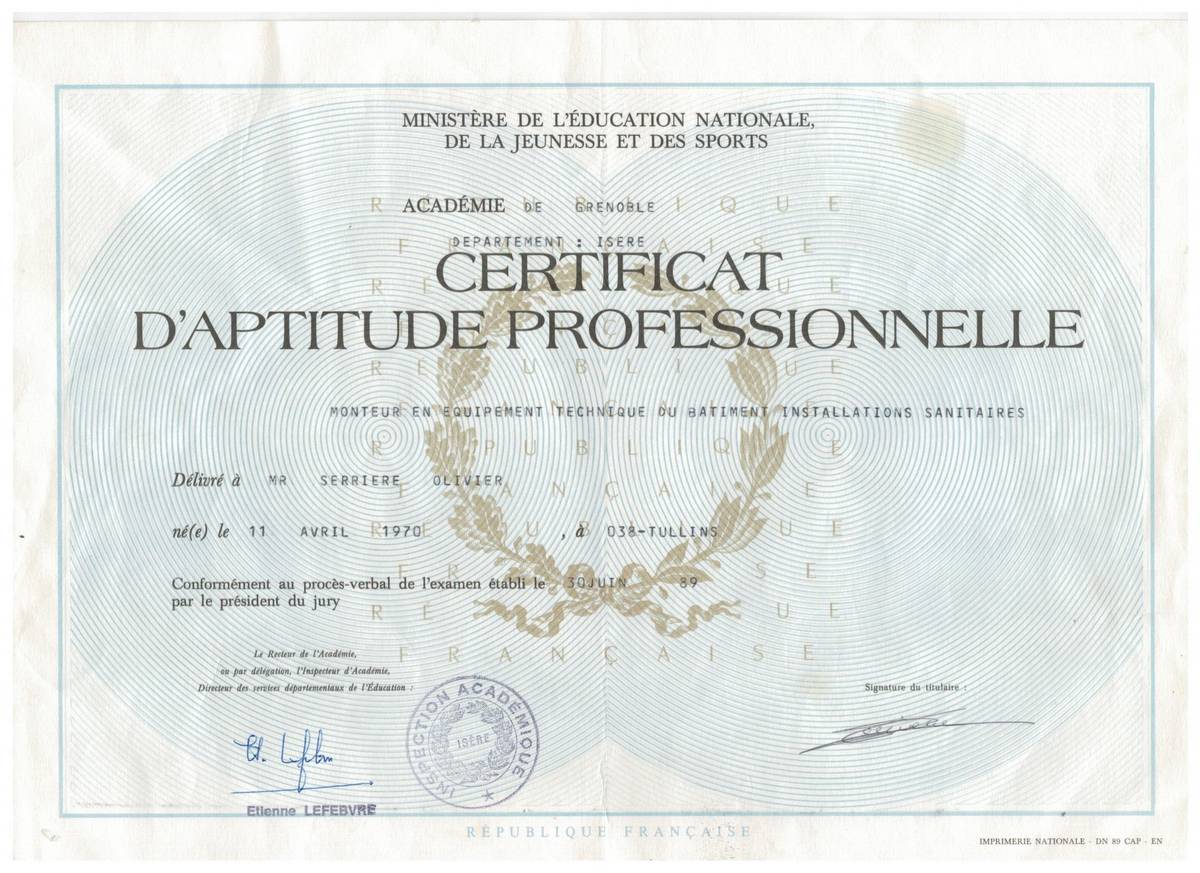 MINISTÈRE DE L'ÉDUCATION NATIONALE,
DE LA JEUNESSE ET DES SPORTS
ACADÉMIE DE GRENOBLE
DEPARTEMENT : ISERE
CERTIFICAT
D'APTITUDE PROFESSIONNELLE
MONTEUR EN EQUIPEMENT TECHNIQUE DU BATIMENT INSTALLATIONS SANITAIRES
Délivré à MR SERRIERE OLIVIER
né(e) le 11 AVRIL 1970 , à 038-TULLINS
Conformément au procès-verbal de l'examen établi le 30JUIN 89
par le président du jury
Le Recteur de l'Académie,
ou par délégation, l'Inspecteur d'Académie,
Directeur des services départementaux de l'Éducation :
Signature du titulaire :
INSPECTION ACADÉMIQUE
ISÈRE
Et. Lefebvre
Etienne LEFEBVRE
RÉPUBLIQUE FRANÇAISE
IMPRIMERIE NATIONALE - DN 89 CAP - EN